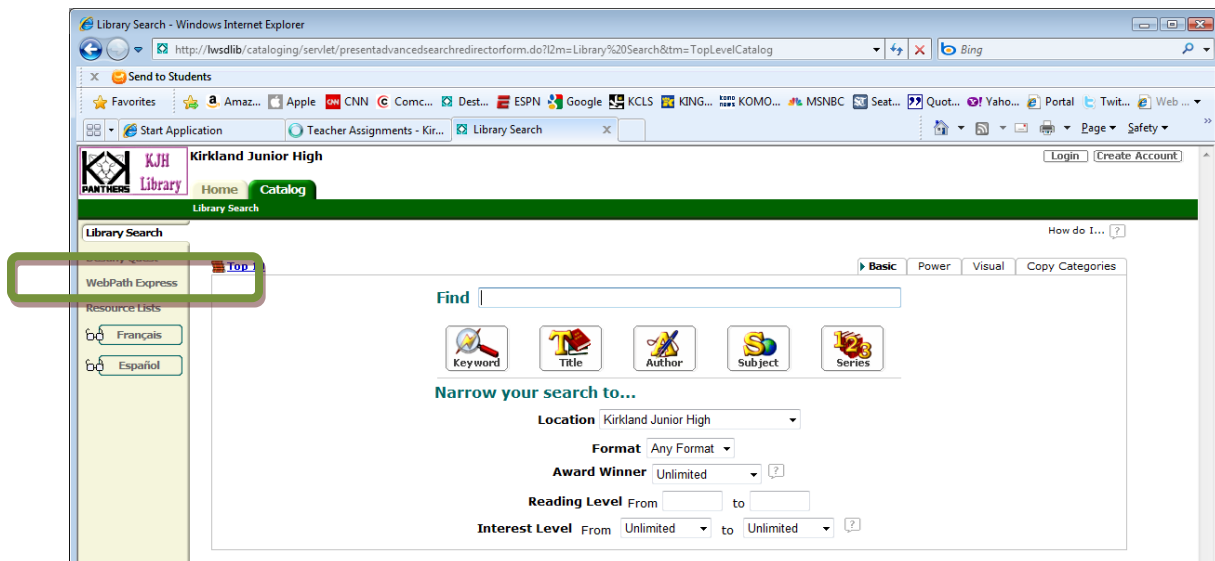 Library Search - Windows Internet Explorer
http://lwsdlib/cataloging/servlet/presentadvancedsearchredirectorform.do?l2m=Library%20Search&tm=TopLevelCatalog
Bing
X Send to Students
Favorites a Amaz... Apple CNN Comc... Dest... ESPN Google KCLS KING... KOMO... MSNBC Seat... Quot... Yaho... Portal Twit... Web ...
Start Application Teacher Assignments - Kir... Library Search X Page Safety »
PANTHERS KJH Library
Kirkland Junior High
Login Create Account
Home Catalog
Library Search
Library Search
How do I... ?
Top
Basic Power Visual Copy Categories
WebPath Express
Find
Resource Lists
Français
Español
Keyword Title Author Subject Series
Narrow your search to...
Location Kirkland Junior High
Format Any Format
Award Winner Unlimited ?
Reading Level From to
Interest Level From Unlimited to Unlimited ?